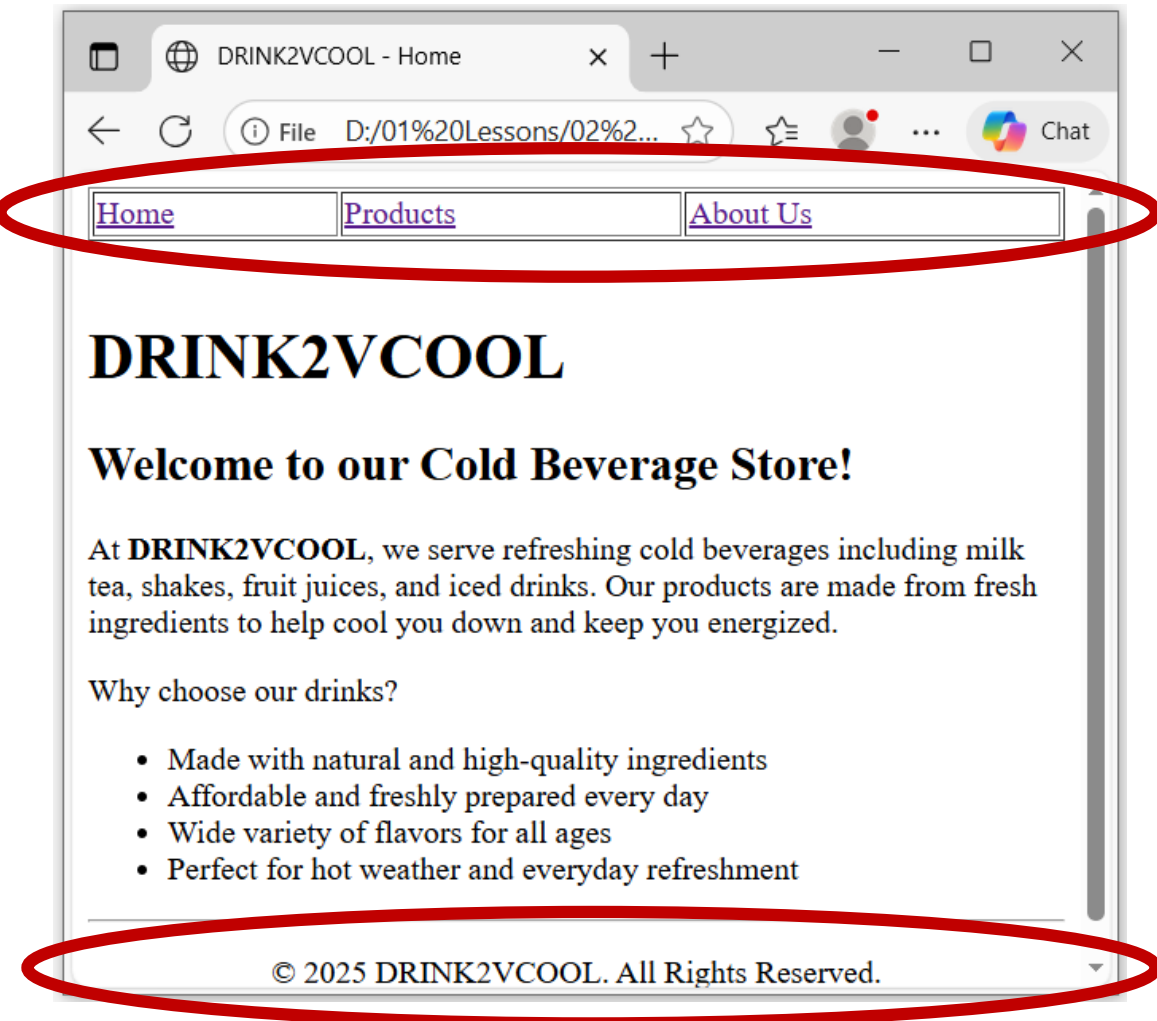 DRINK2VCOOL - Home
File D:/01%20Lessons/02%2...
Chat
Home Products About Us
DRINK2VCOOL
Welcome to our Cold Beverage Store!
At DRINK2VCOOL, we serve refreshing cold beverages including milk
tea, shakes, fruit juices, and iced drinks. Our products are made from fresh
ingredients to help cool you down and keep you energized.
Why choose our drinks?
• Made with natural and high-quality ingredients
• Affordable and freshly prepared every day
• Wide variety of flavors for all ages
• Perfect for hot weather and everyday refreshment
© 2025 DRINK2VCOOL. All Rights Reserved.